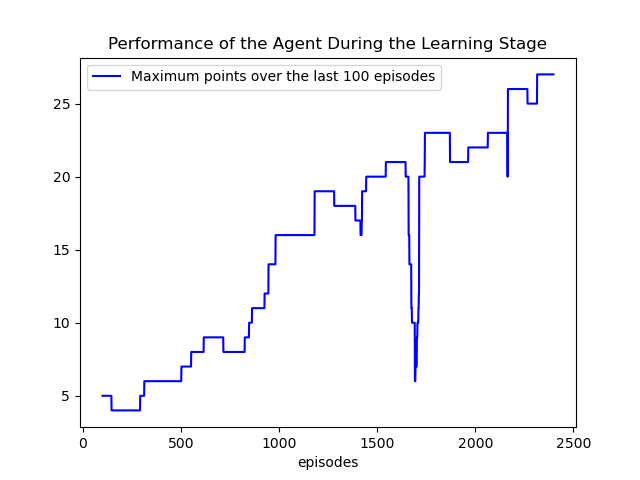 Performance of the Agent During the Learning Stage
Maximum points over the last 100 episodes
25
20
15
10
5
0 500 1000 1500 2000 2500
episodes